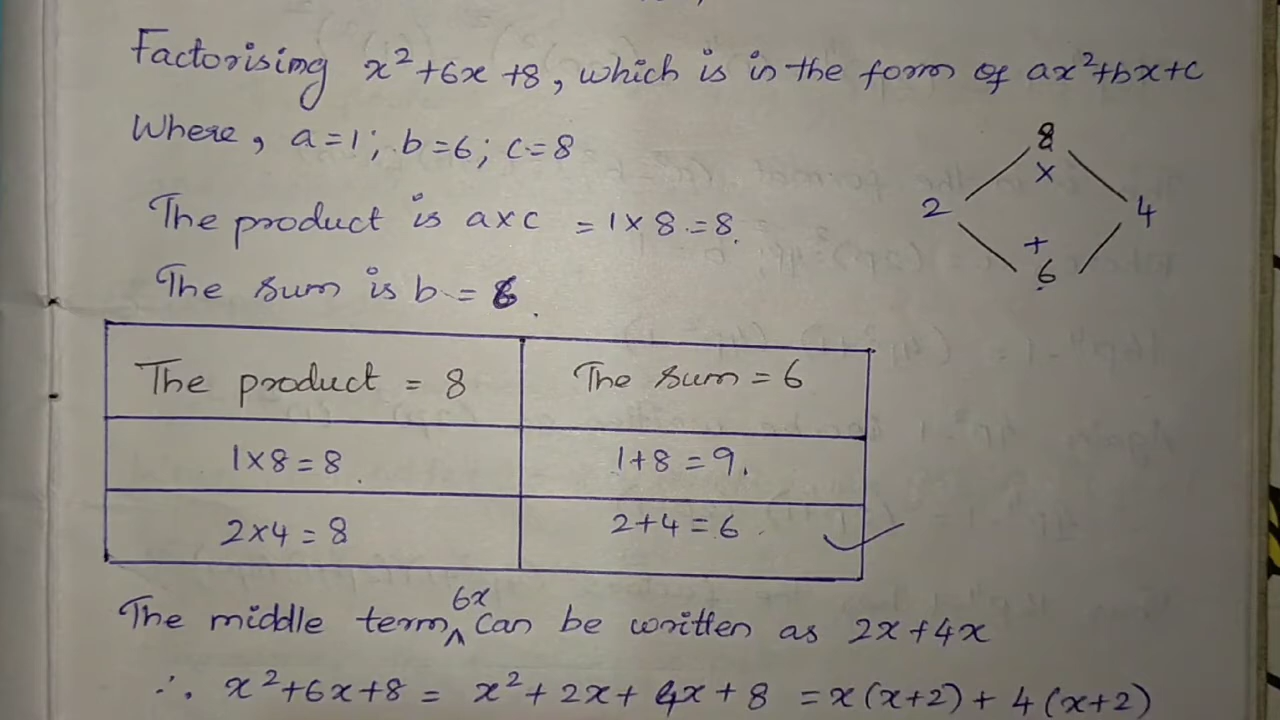 Factorising x²+6x+8, which is in the form of ax²+bx+c
Where, a=1; b=6; c=8
8
×
2 4
+
6
The product is a×c = 1×8=8.
The sum is b = 6.
The product = 8 The sum = 6
1×8=8. 1+8=9.
2×4=8 2+4=6. ✓
The middle term 6x can be written as 2x+4x
∴ x²+6x+8 = x²+2x+4x+8 = x(x+2)+4(x+2)